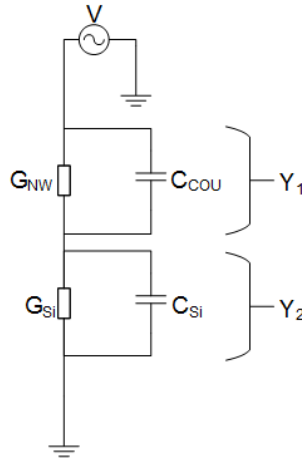 V
G_NW
C_COU
Y_1
G_Si
C_Si
Y_2